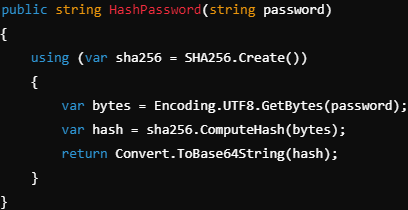 public string HashPassword(string password)
{
    using (var sha256 = SHA256.Create())
    {
        var bytes = Encoding.UTF8.GetBytes(password);
        var hash = sha256.ComputeHash(bytes);
        return Convert.ToBase64String(hash);
    }
}